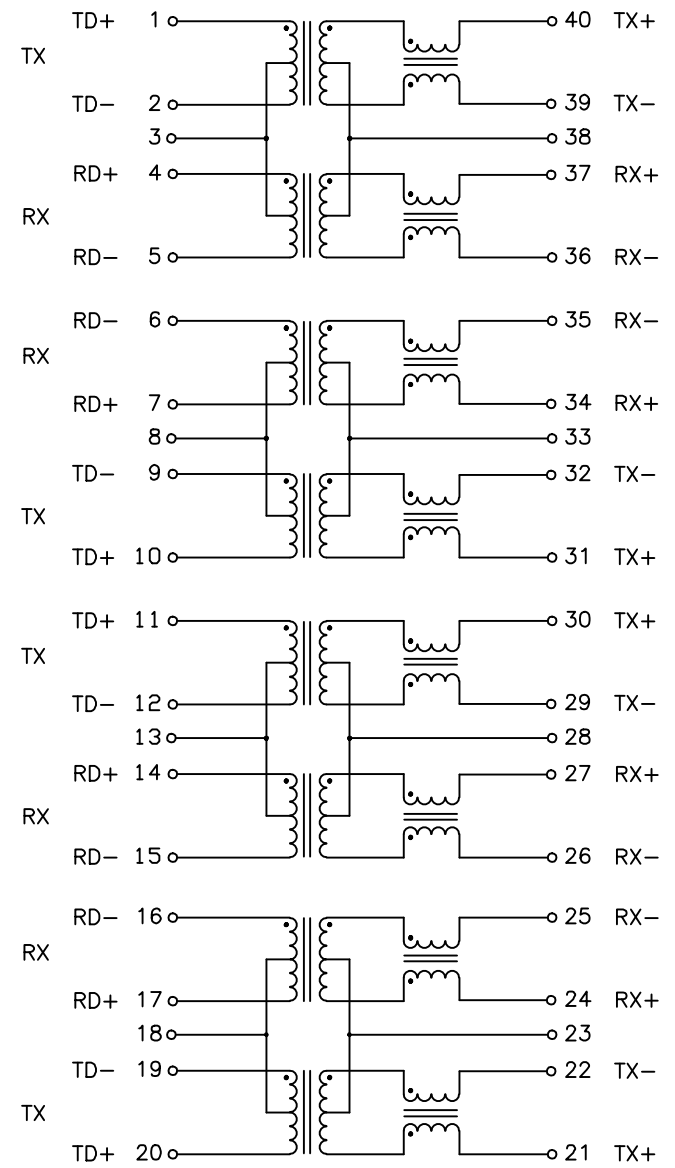 TD+ 1 40 TX+
TX
TD− 2 39 TX−
3 38
RD+ 4 37 RX+
RX
RD− 5 36 RX−
RD− 6 35 RX−
RX
RD+ 7 34 RX+
8 33
TD− 9 32 TX−
TX
TD+ 10 31 TX+
TD+ 11 30 TX+
TX
TD− 12 29 TX−
13 28
RD+ 14 27 RX+
RX
RD− 15 26 RX−
RD− 16 25 RX−
RX
RD+ 17 24 RX+
18 23
TD− 19 22 TX−
TX
TD+ 20 21 TX+